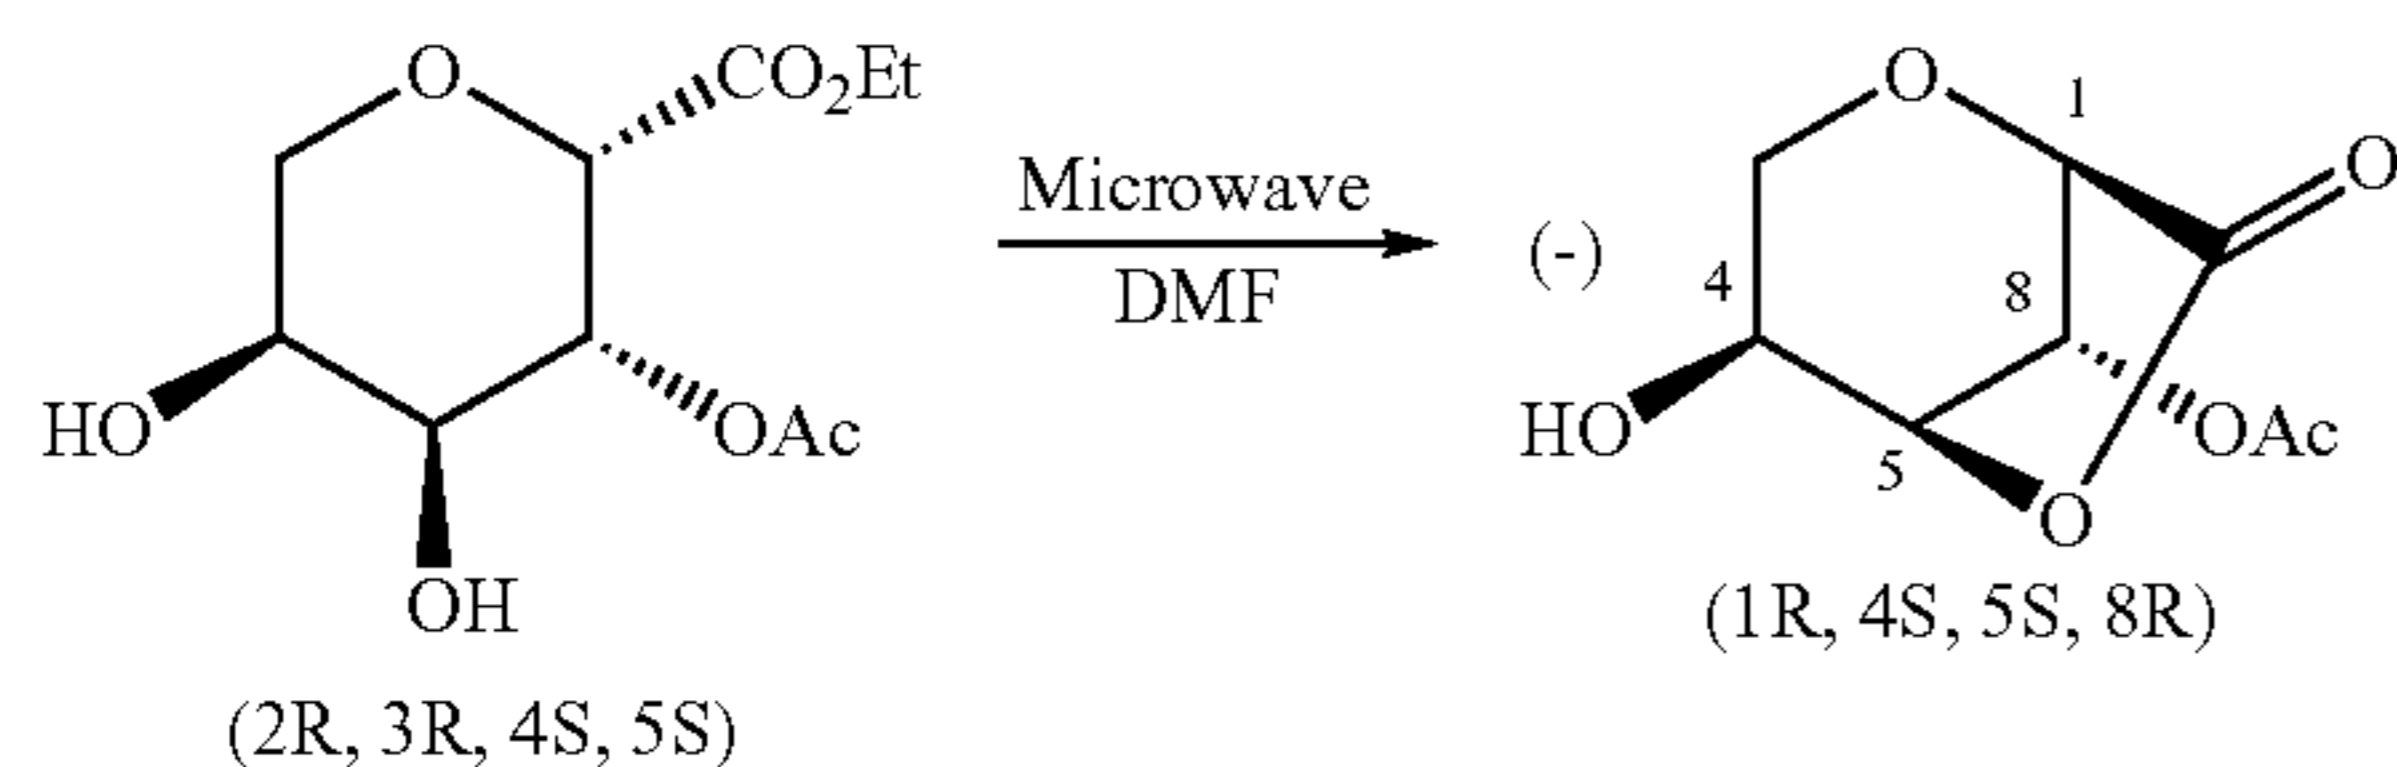 O
CO₂Et
HO
OAc
OH
(2R, 3R, 4S, 5S)
Microwave
DMF
(-)
O
1
O
4
8
HO
OAc
5
O
(1R, 4S, 5S, 8R)